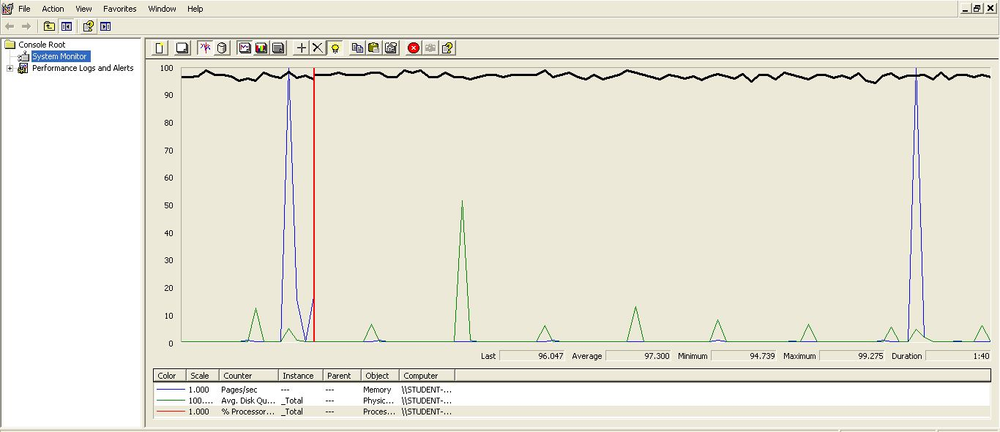 File Action View Favorites Window Help
Console Root
System Monitor
Performance Logs and Alerts
100
90
80
70
60
50
40
30
20
10
0
Last 96.047 Average 97.300 Minimum 94.739 Maximum 99.275 Duration 1:40
Color Scale Counter Instance Parent Object Computer
1.000 Pages/sec --- --- Memory \\STUDENT-...
100.... Avg. Disk Qu... _Total --- Physic... \\STUDENT-...
1.000 % Processor... _Total --- Proces... \\STUDENT-...